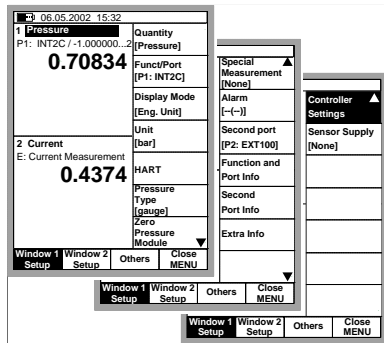 06.05.2002 15:32
1 Pressure
P1: INT2C / -1.000000...2
0.70834
2 Current
E: Current Measurement
0.4374
Quantity
[Pressure]
Funct/Port
[P1: INT2C]
Display Mode
[Eng. Unit]
Unit
[bar]
HART
Pressure
Type
[gauge]
Zero
Pressure
Module
Window 1 Setup
Window 2 Setup
Others
Close MENU
Special
Measurement
[None]
Alarm
[--(--)]
Second port
[P2: EXT100]
Function and
Port Info
Second
Port Info
Extra Info
Window 1 Setup
Window 2 Setup
Others
Close MENU
Controller
Settings
Sensor Supply
[None]
Window 1 Setup
Window 2 Setup
Others
Close MENU